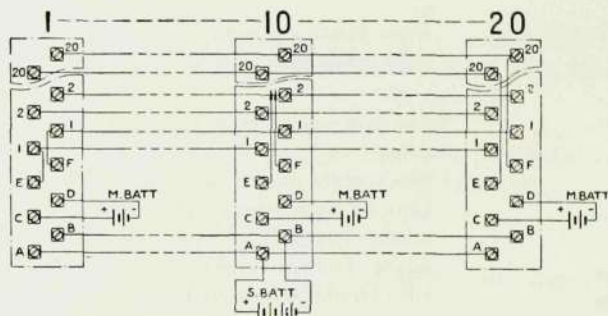 1 10 20
20 20 20
20 20 20
2 2 2
2 2 2
1 1 1
1 1 1
F F F
E E E
D M.BATT D M.BATT D M.BATT
C + - C + - C + -
B B B
A A A
S.BATT
+ -